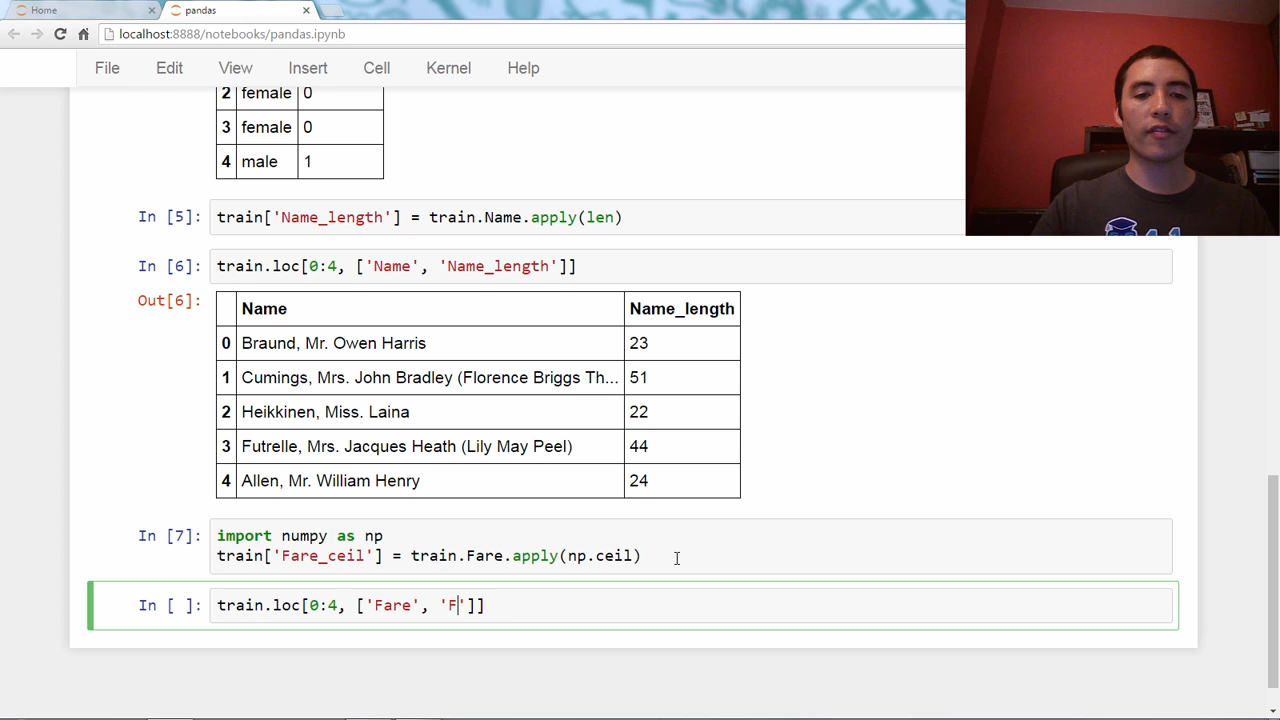 Home
pandas
localhost:8888/notebooks/pandas.ipynb
File Edit View Insert Cell Kernel Help
2 female 0
3 female 0
4 male 1
In [5]: train['Name_length'] = train.Name.apply(len)
In [6]: train.loc[0:4, ['Name', 'Name_length']]
Out[6]:
Name Name_length
0 Braund, Mr. Owen Harris 23
1 Cumings, Mrs. John Bradley (Florence Briggs Th... 51
2 Heikkinen, Miss. Laina 22
3 Futrelle, Mrs. Jacques Heath (Lily May Peel) 44
4 Allen, Mr. William Henry 24
In [7]: import numpy as np
train['Fare_ceil'] = train.Fare.apply(np.ceil)
In [ ]: train.loc[0:4, ['Fare', 'F']]